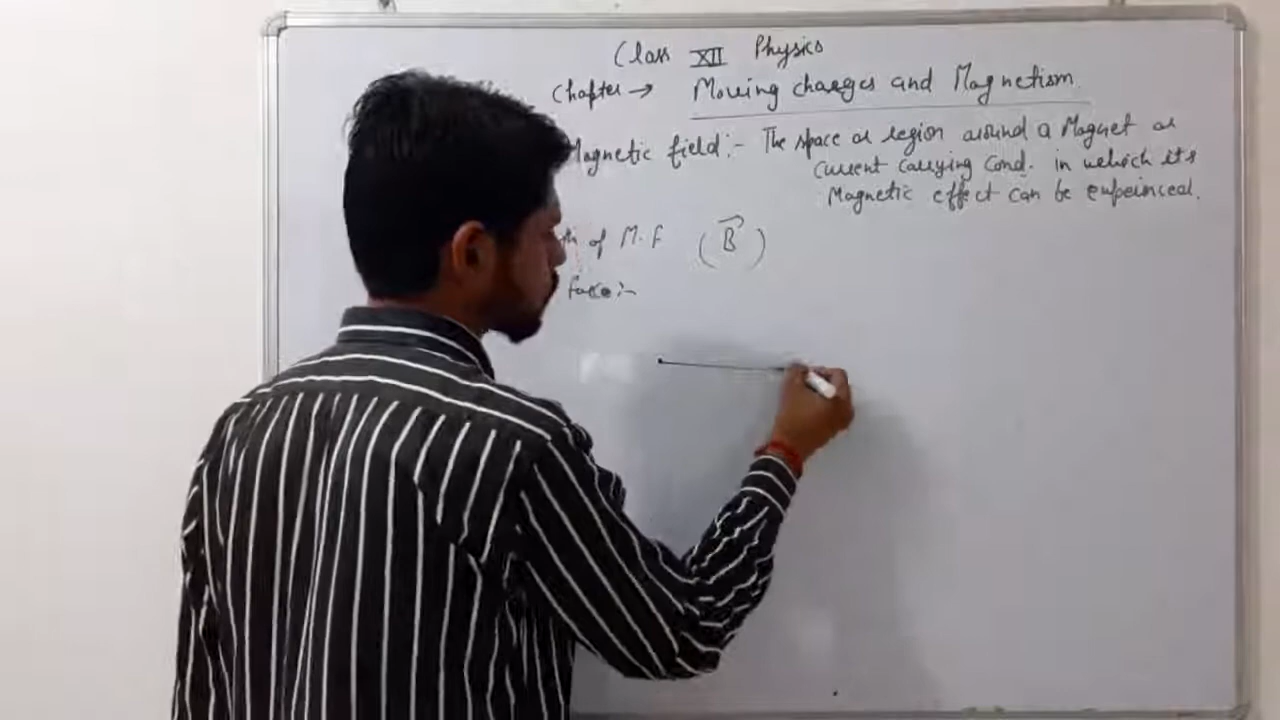 Class XII Physics
Chapter → Moving charges and Magnetism
Magnetic field:- The space or region around a Magnet or
Current Carrying Cond. in which its
Magnetic effect can be expeinced.
of M.F (B⃗)
force:-